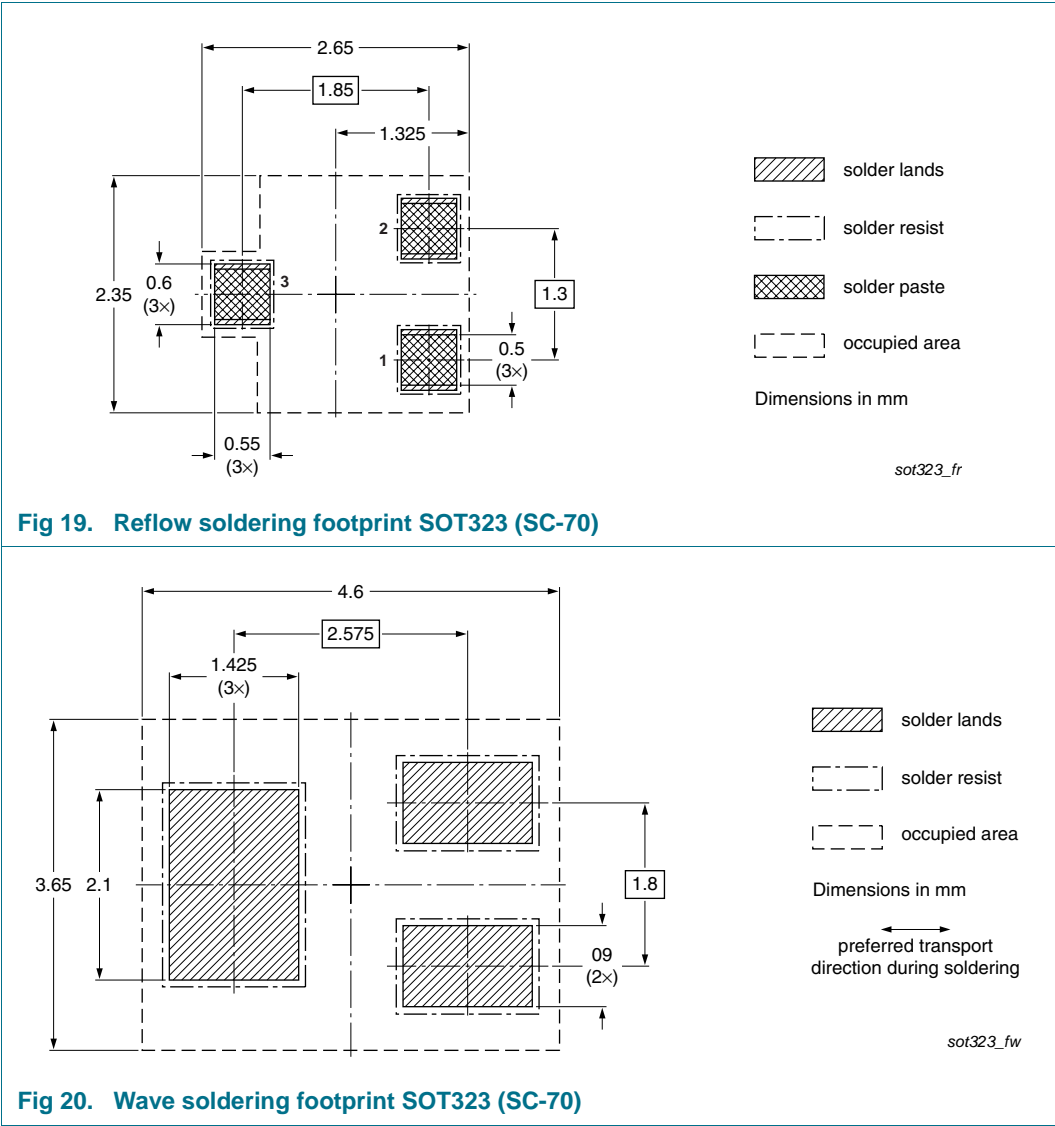 2.65
1.85
1.325
solder lands
2
solder resist
0.6
(3×)
3
solder paste
2.35
1.3
occupied area
1
0.5
(3×)
Dimensions in mm
0.55
(3×)
sot323_fr
Fig 19. Reflow soldering footprint SOT323 (SC-70)
4.6
2.575
1.425
(3×)
solder lands
solder resist
occupied area
3.65
2.1
1.8
Dimensions in mm
09
(2×)
preferred transport
direction during soldering
sot323_fw
Fig 20. Wave soldering footprint SOT323 (SC-70)